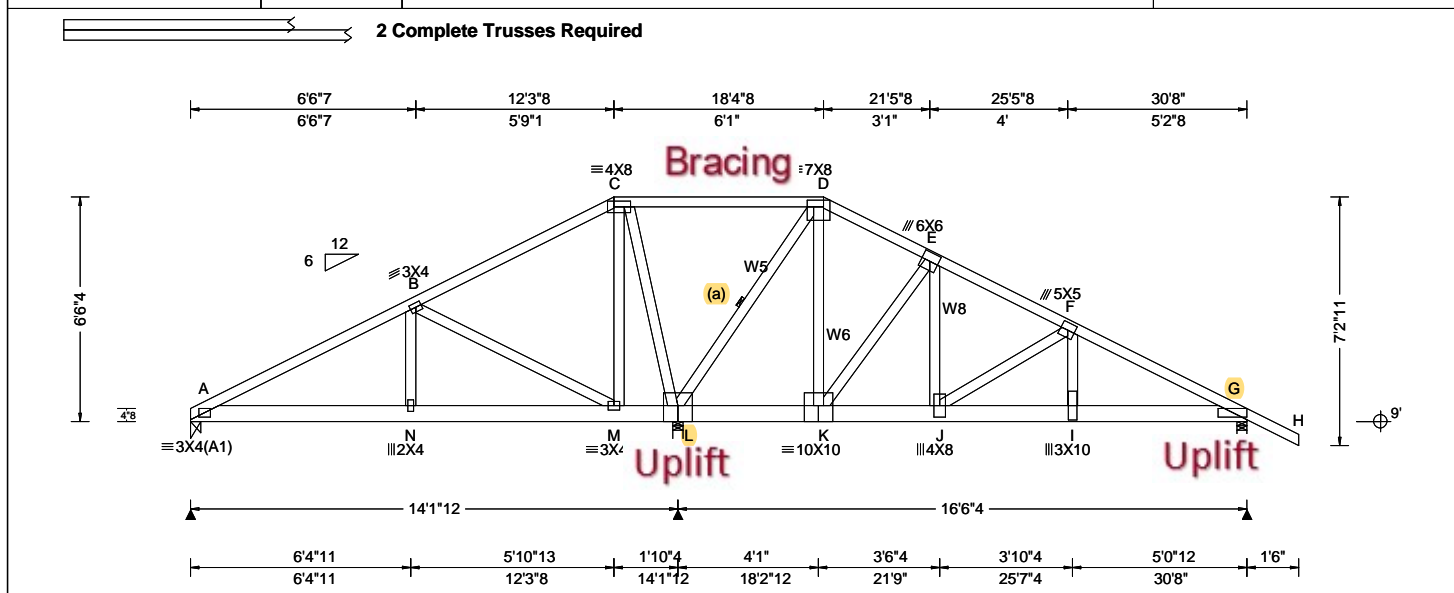 2 Complete Trusses Required
6'6"7 12'3"8 18'4"8 21'5"8 25'5"8 30'8"
6'6"7 5'9"1 6'1" 3'1" 4' 5'2"8
Bracing
≡4X8 7X8
C D
6X6
E
12
6
3X4
B
W5
(a)
5X5
F
W8
W6
6'6"4
7'2"11
A
G
H
4"8
9'
≡3X4(A1)
N M L K J I
2X4 ≡3X4 ≡10X10 4X8 3X10
Uplift Uplift
14'1"12 16'6"4
6'4"11 5'10"13 1'10"4 4'1" 3'6"4 3'10"4 5'0"12 1'6"
6'4"11 12'3"8 14'1"12 18'2"12 21'9" 25'7"4 30'8"